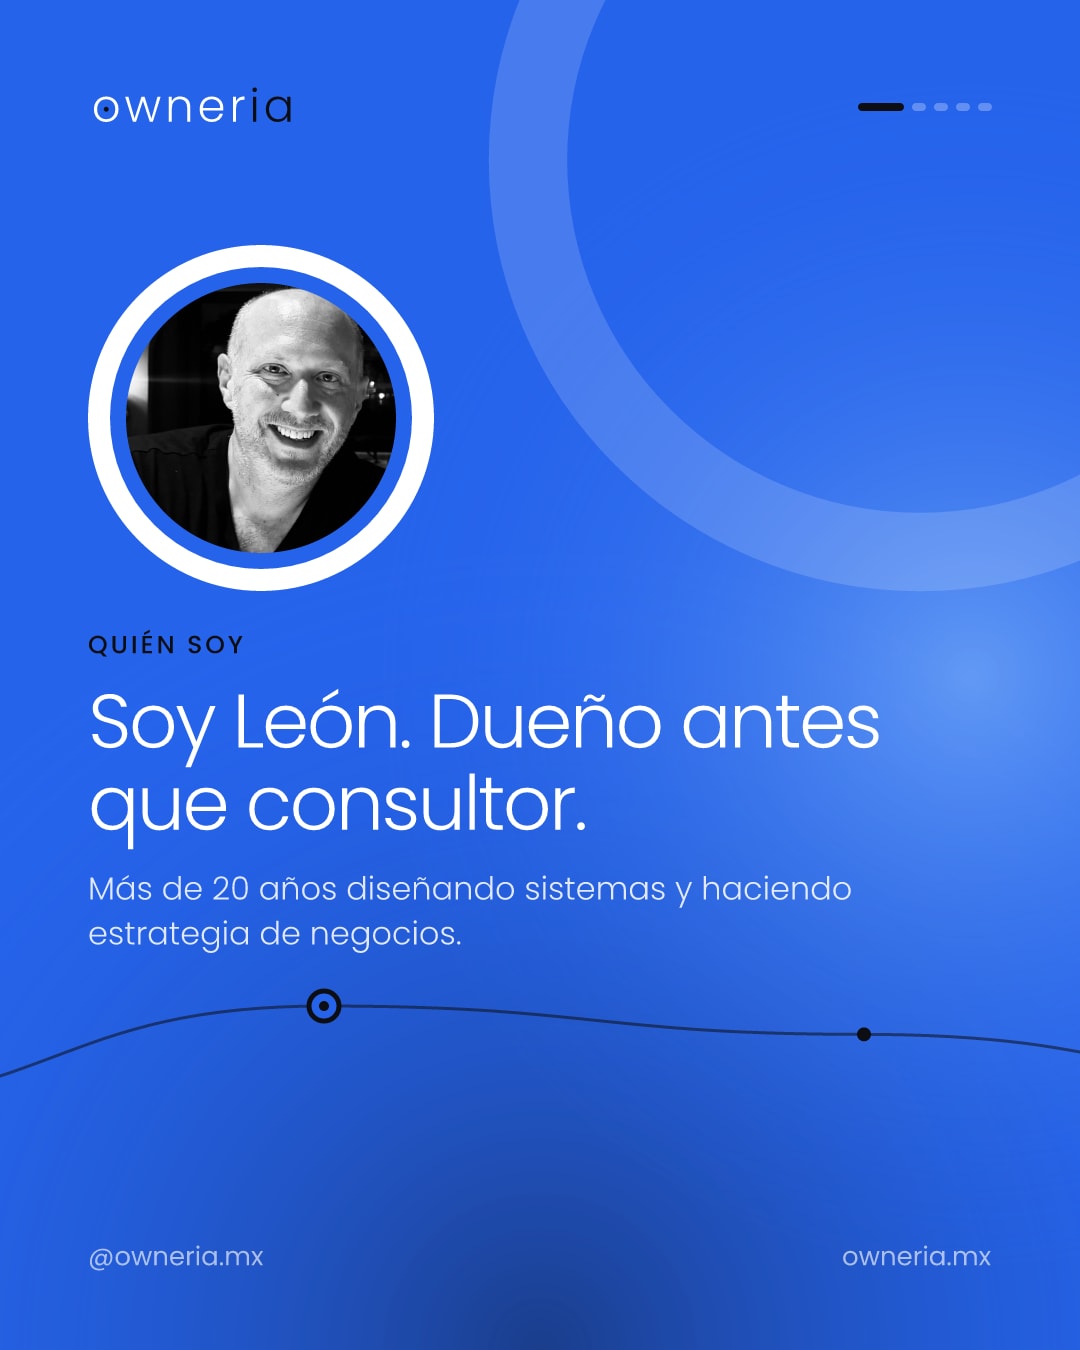 owneria
QUIÉN SOY
Soy León. Dueño antes
que consultor.
Más de 20 años diseñando sistemas y haciendo
estrategia de negocios.
@owneria.mx
owneria.mx